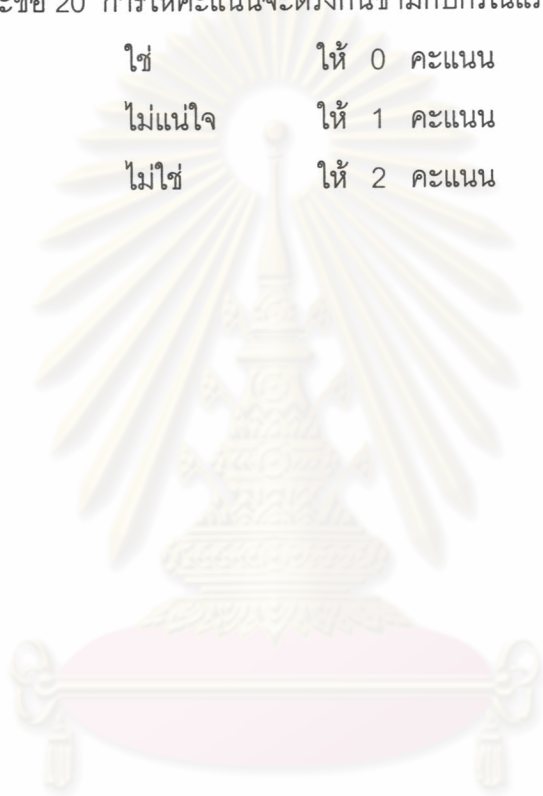 ข้อ 20 การให้คะแนนจะตรงกันข้ามกับ
ใช่ ให้ 0 คะแนน
ไม่แน่ใจ ให้ 1 คะแนน
ไม่ใช่ ให้ 2 คะแนน